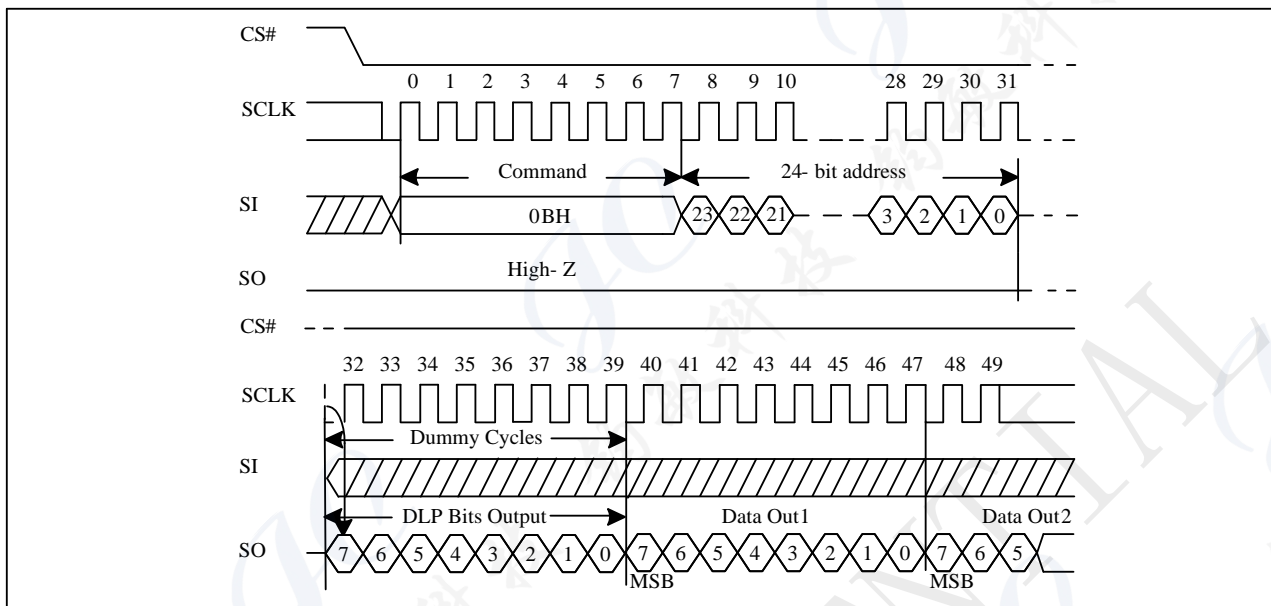 CS#
0 1 2 3 4 5 6 7 8 9 10 28 29 30 31
SCLK
Command 24- bit address
SI 0BH 23 22 21 3 2 1 0
High- Z
SO
CS#
32 33 34 35 36 37 38 39 40 41 42 43 44 45 46 47 48 49
SCLK
Dummy Cycles
SI
DLP Bits Output Data Out1 Data Out2
SO 7 6 5 4 3 2 1 0 7 6 5 4 3 2 1 0 7 6 5
MSB MSB
NTIAL